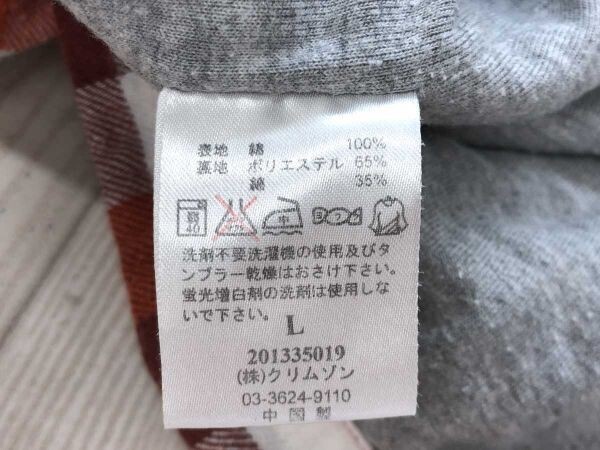 表地 綿 100%
裏地 ポリエステル 65%
綿 35%
40 中
洗剤不要洗濯機の使用及びタ
ンブラー乾燥はおさけ下さい。
蛍光増白剤の洗剤は使用しな
いで下さい。
L
201335019
(株)クリムゾン
03-3624-9110
中国製